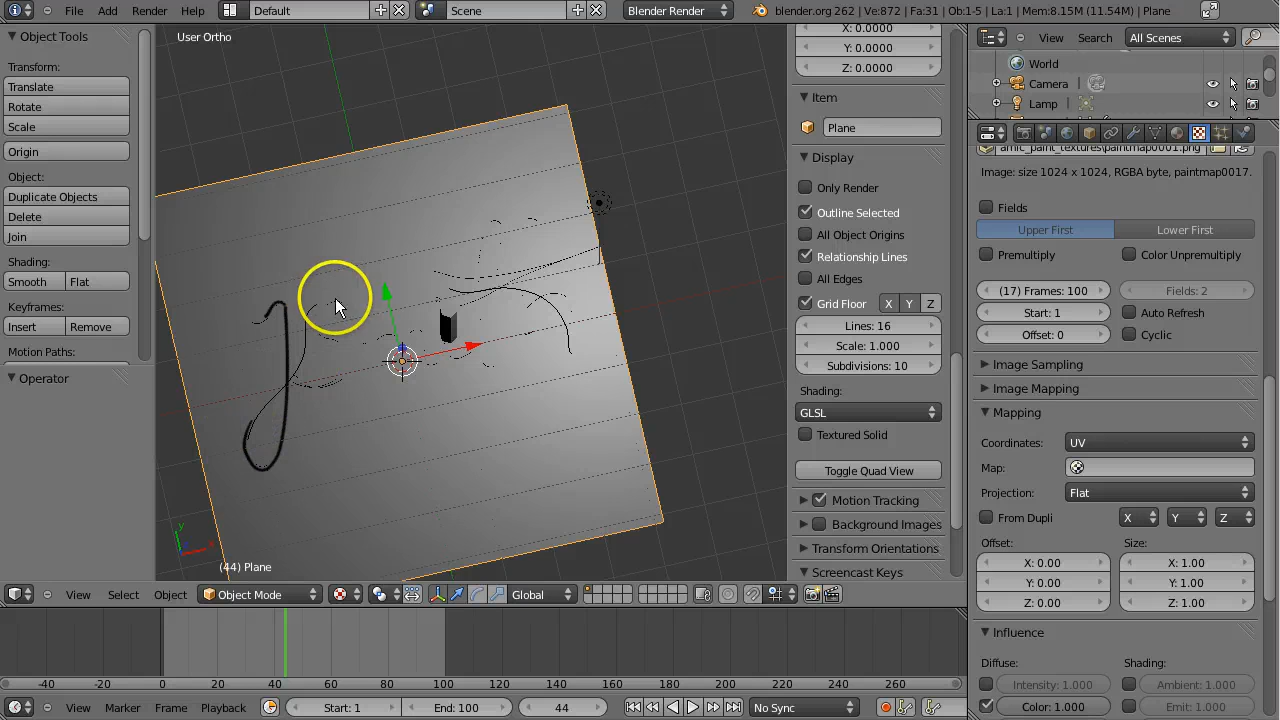 File Add Render Help Default Scene Blender Render blender.org 262 | Ve:872 | Fa:31 | Ob:1-5 | La:1 | Mem:8.15M (11.54M) | Plane
Object Tools
Transform:
Translate
Rotate
Scale
Origin
Object:
Duplicate Objects
Delete
Join
Shading:
Smooth Flat
Keyframes:
Insert Remove
Motion Paths:
Operator
User Ortho
(44) Plane
X: 0.0000
Y: 0.0000
Z: 0.0000
Item
Plane
Display
Only Render
Outline Selected
All Object Origins
Relationship Lines
All Edges
Grid Floor X Y Z
Lines: 16
Scale: 1.000
Subdivisions: 10
Shading:
GLSL
Textured Solid
Toggle Quad View
Motion Tracking
Background Images
Transform Orientations
Screencast Keys
View Search All Scenes
World
Camera
Lamp
amic_paint_textures\paintmap0001.png
Image: size 1024 x 1024, RGBA byte, paintmap0017.
Fields
Upper First Lower First
Premultiply Color Unpremultiply
(17) Frames: 100 Fields: 2
Start: 1 Auto Refresh
Offset: 0 Cyclic
Image Sampling
Image Mapping
Mapping
Coordinates: UV
Map:
Projection: Flat
From Dupli X Y Z
Offset: Size:
X: 0.00 X: 1.00
Y: 0.00 Y: 1.00
Z: 0.00 Z: 1.00
Influence
Diffuse: Shading:
Intensity: 1.000 Ambient: 1.000
Color: 1.000 Emit: 1.000
View Select Object Object Mode Global
-40 -20 0 20 40 60 80 100 120 140 160 180 200 220 240 260
View Marker Frame Playback Start: 1 End: 100 44 No Sync